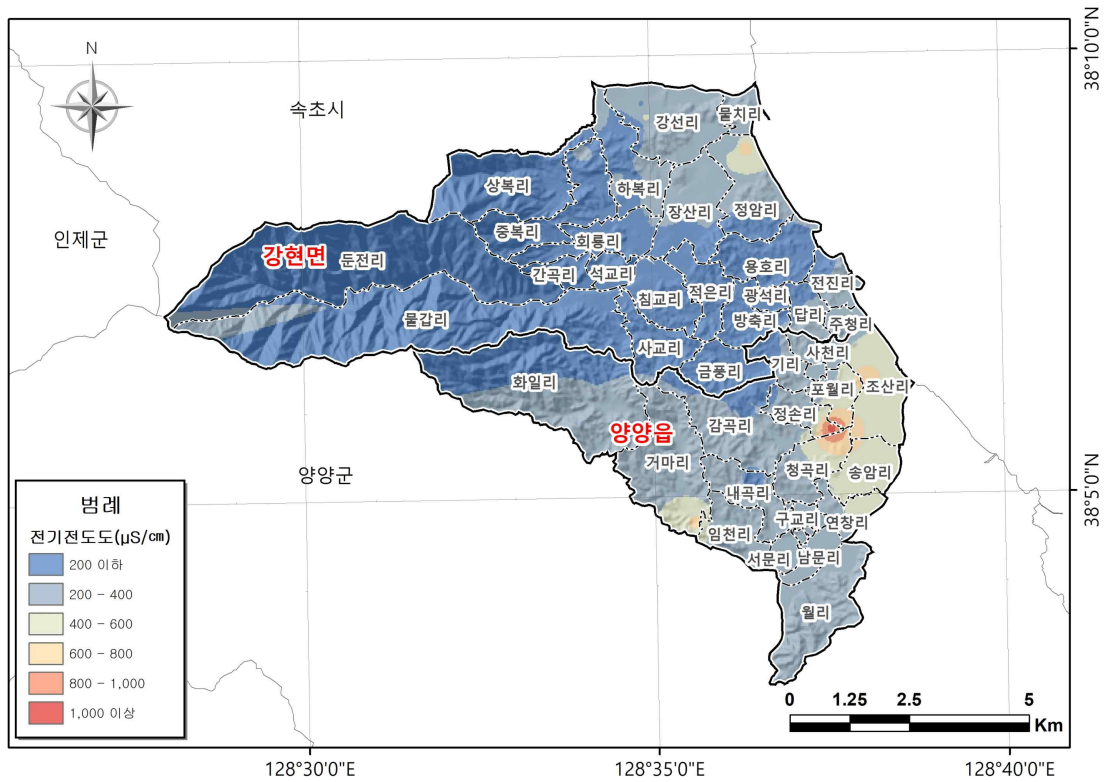 N
38°10'0"N
속초시
강선리
물치리
상복리
하복리
장산리
정암리
인제군
중복리
회룡리
강현면
둔전리
간곡리
석교리
용호리
전진리
침교리
적은리
광석리
답리
물갑리
방축리
주청리
사교리
사천리
금풍리
기리
화일리
포월리
조산리
감곡리
정손리
양양읍
거마리
양양군
청곡리
송암리
38°5'0"N
내곡리
구교리
연창리
임천리
서문리
남문리
월리
범례
전기전도도(μS/㎝)
200 이하
200 - 400
400 - 600
600 - 800
800 - 1,000
1,000 이상
0 1.25 2.5 5
Km
128°30'0"E
128°35'0"E
128°40'0"E